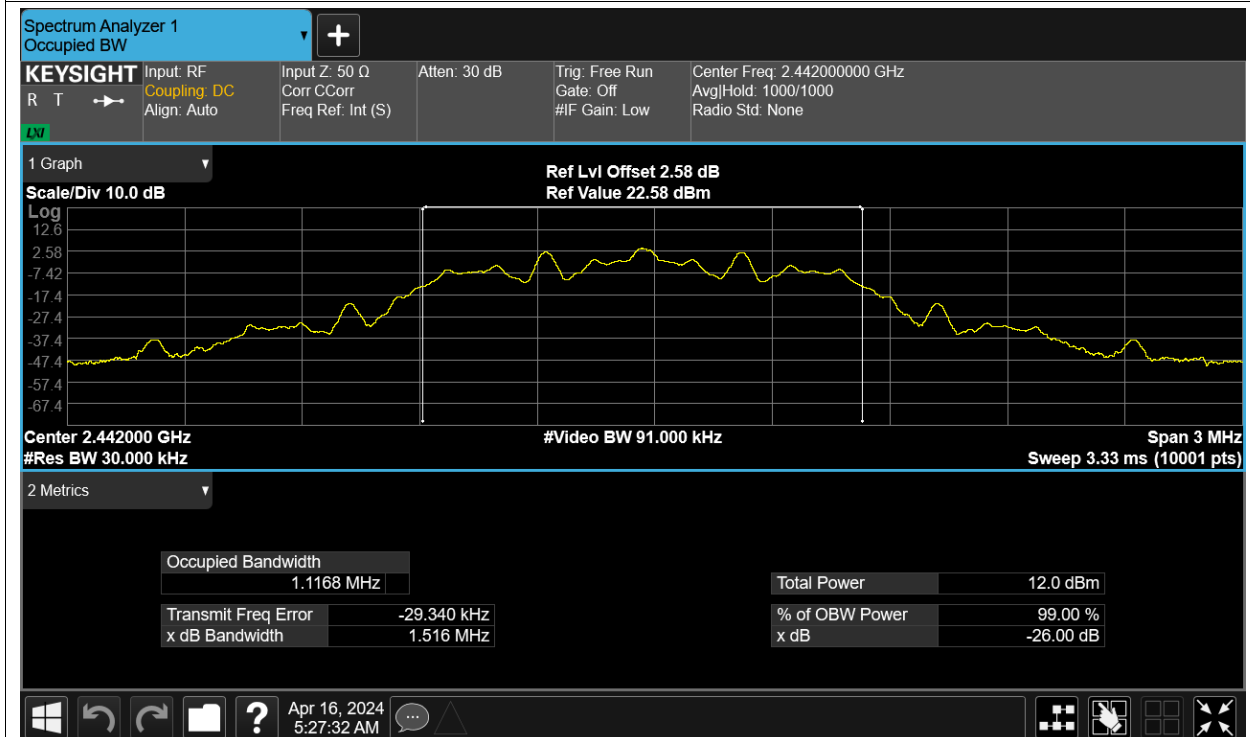 Spectrum Analyzer 1
Occupied BW
KEYSIGHT
R T
LXI
Input: RF
Coupling: DC
Align: Auto
Input Z: 50 Ω
Corr CCorr
Freq Ref: Int (S)
Atten: 30 dB
Trig: Free Run
Gate: Off
#IF Gain: Low
Center Freq: 2.442000000 GHz
Avg|Hold: 1000/1000
Radio Std: None
1 Graph
Scale/Div 10.0 dB
Ref Lvl Offset 2.58 dB
Ref Value 22.58 dBm
Log
12.6
2.58
-7.42
-17.4
-27.4
-37.4
-47.4
-57.4
-67.4
Center 2.442000 GHz
#Video BW 91.000 kHz
Span 3 MHz
#Res BW 30.000 kHz
Sweep 3.33 ms (10001 pts)
2 Metrics
Occupied Bandwidth
1.1168 MHz
Transmit Freq Error -29.340 kHz
x dB Bandwidth 1.516 MHz
Total Power 12.0 dBm
% of OBW Power 99.00 %
x dB -26.00 dB
?
Apr 16, 2024
5:27:32 AM